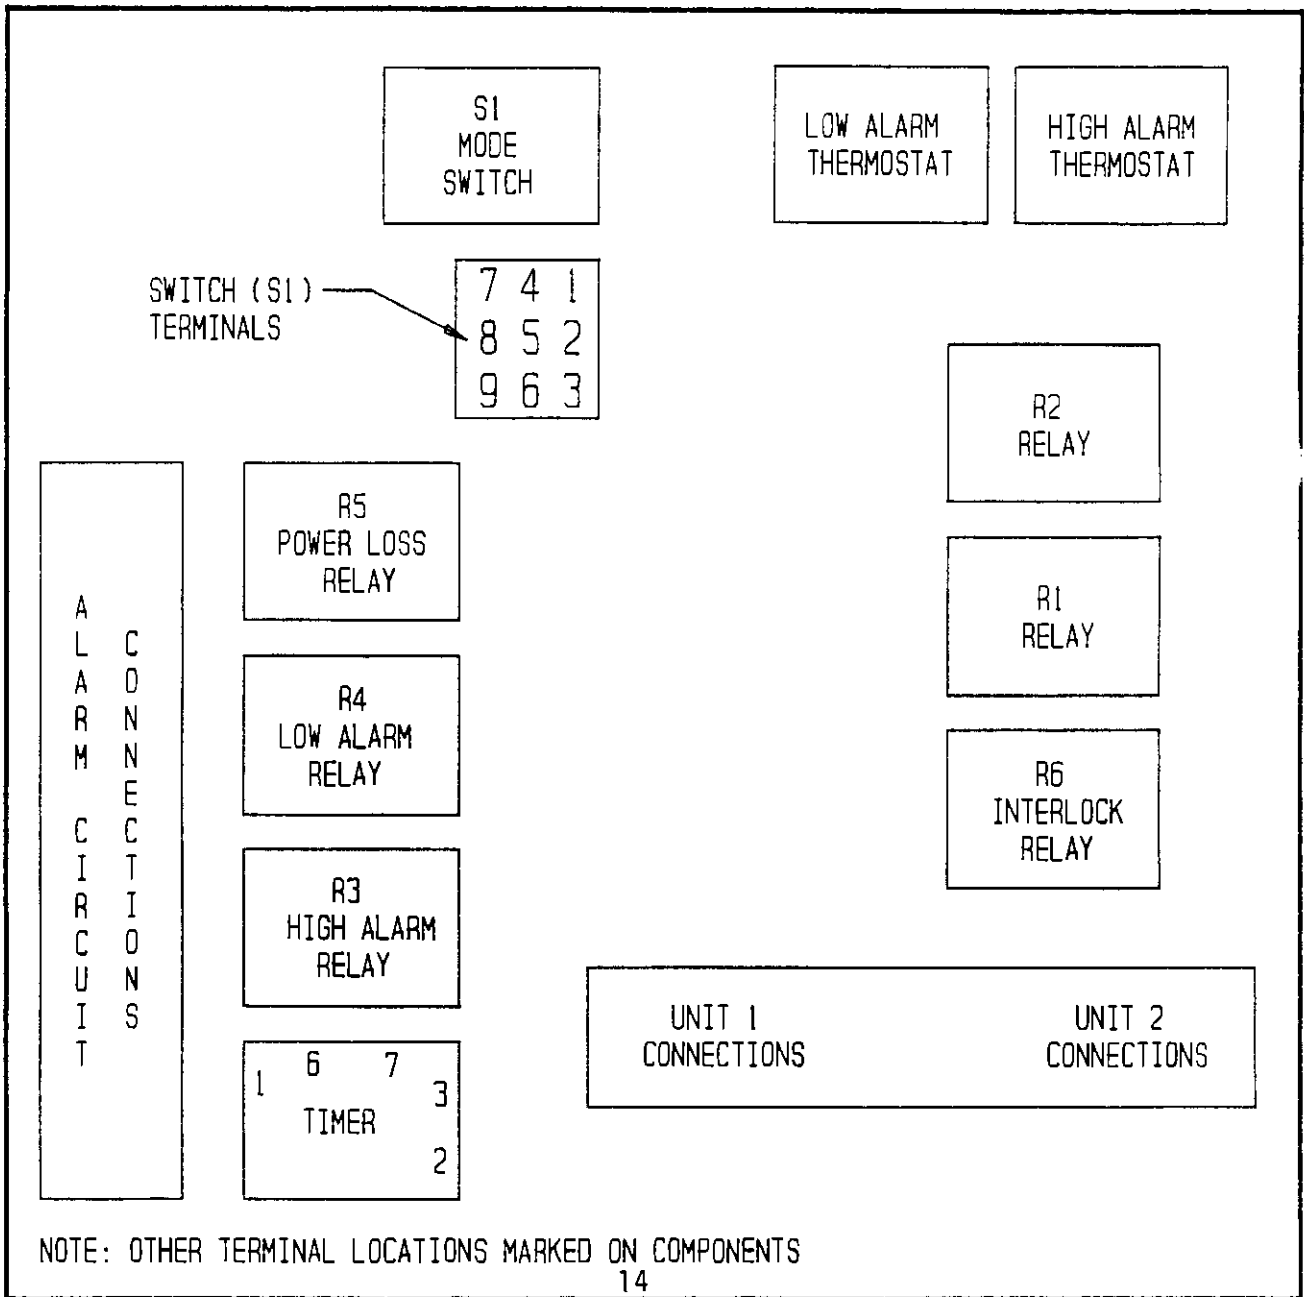 S1
MODE
SWITCH
LOW ALARM
THERMOSTAT
HIGH ALARM
THERMOSTAT
SWITCH (S1)
TERMINALS
7 4 1
8 5 2
9 6 3
R2
RELAY
R5
POWER LOSS
RELAY
R1
RELAY
ALARM CIRCUIT
CONNECTIONS
R4
LOW ALARM
RELAY
R6
INTERLOCK
RELAY
R3
HIGH ALARM
RELAY
UNIT 1
CONNECTIONS
UNIT 2
CONNECTIONS
1 6 7 3
TIMER
2
NOTE: OTHER TERMINAL LOCATIONS MARKED ON COMPONENTS
14